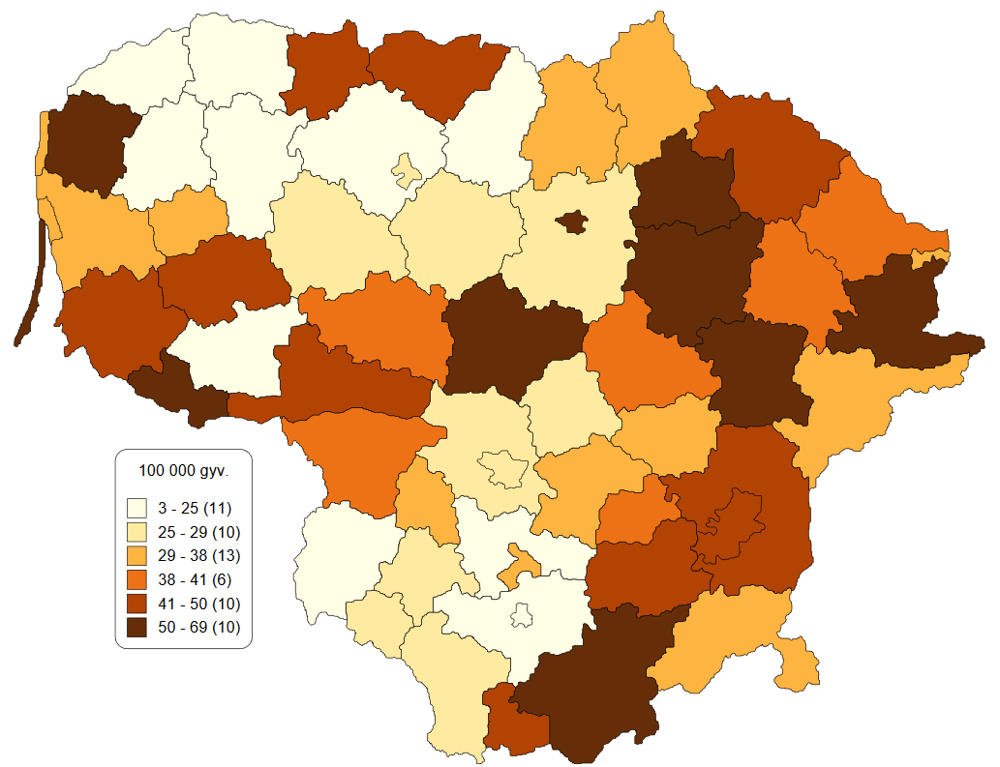 100 000 gyv.
3 - 25 (11)
25 - 29 (10)
29 - 38 (13)
38 - 41 (6)
41 - 50 (10)
50 - 69 (10)